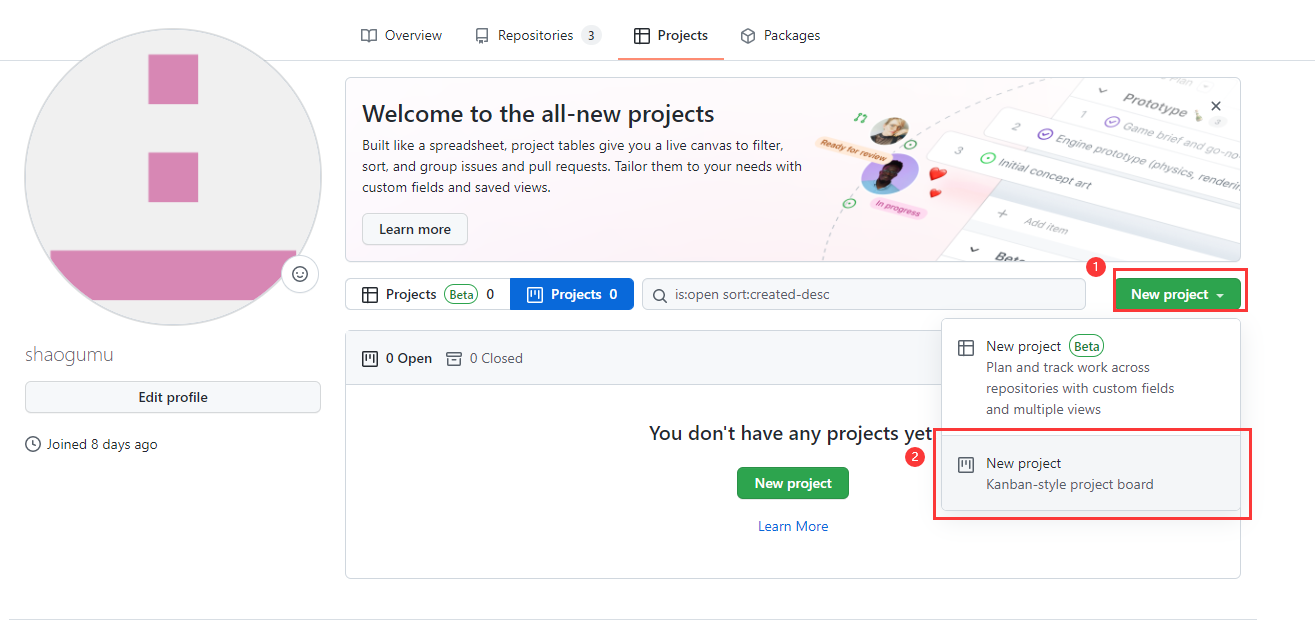 Overview
Repositories 3
Projects
Packages
Welcome to the all-new projects
Built like a spreadsheet, project tables give you a live canvas to filter,
sort, and group issues and pull requests. Tailor them to your needs with
custom fields and saved views.
Learn more
Plan
Prototype 3
1 Game brief and go-no
2 Engine prototype (physics, renderin
3 Initial concept art
Ready for review
In progress
+ Add item
Beta
1
Projects Beta 0
Projects 0
is:open sort:created-desc
New project
0 Open
0 Closed
New project Beta
Plan and track work across
repositories with custom fields
and multiple views
2
New project
Kanban-style project board
You don't have any projects yet
New project
Learn More
shaogumu
Edit profile
Joined 8 days ago